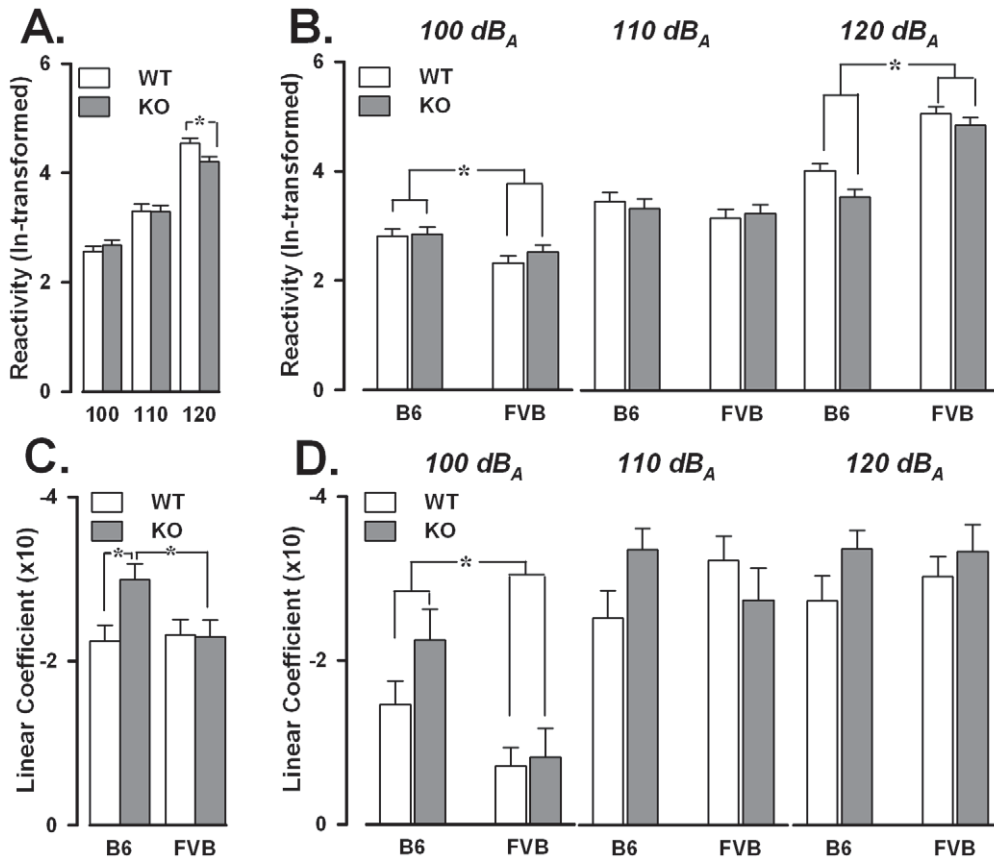 A.
Reactivity (ln-transformed)
6
4
2
0
WT
KO
*
100 110 120
B.
100 dBA 110 dBA 120 dBA
Reactivity (ln-transformed)
6
4
2
0
WT
KO
*
*
B6 FVB B6 FVB B6 FVB
C.
Linear Coefficient (x10)
-4
-2
0
WT
KO
* *
B6 FVB
D.
100 dBA 110 dBA 120 dBA
Linear Coefficient (x10)
-4
-2
0
WT
KO
*
B6 FVB B6 FVB B6 FVB